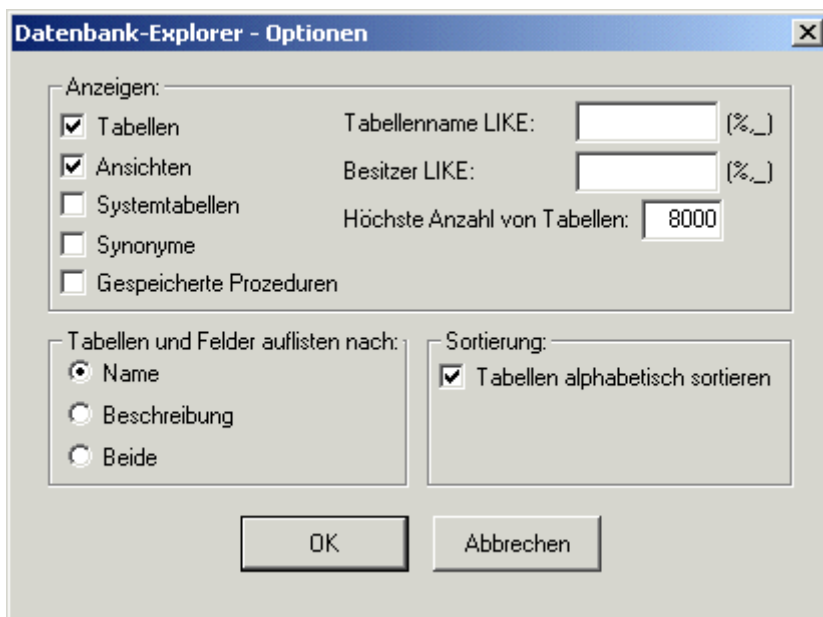 Datenbank-Explorer - Optionen
Anzeigen:
Tabellen
Tabellenname LIKE: (%,_)
Ansichten
Besitzer LIKE: (%,_)
Systemtabellen
Höchste Anzahl von Tabellen: 8000
Synonyme
Gespeicherte Prozeduren
Tabellen und Felder auflisten nach:
Name
Beschreibung
Beide
Sortierung:
Tabellen alphabetisch sortieren
OK
Abbrechen